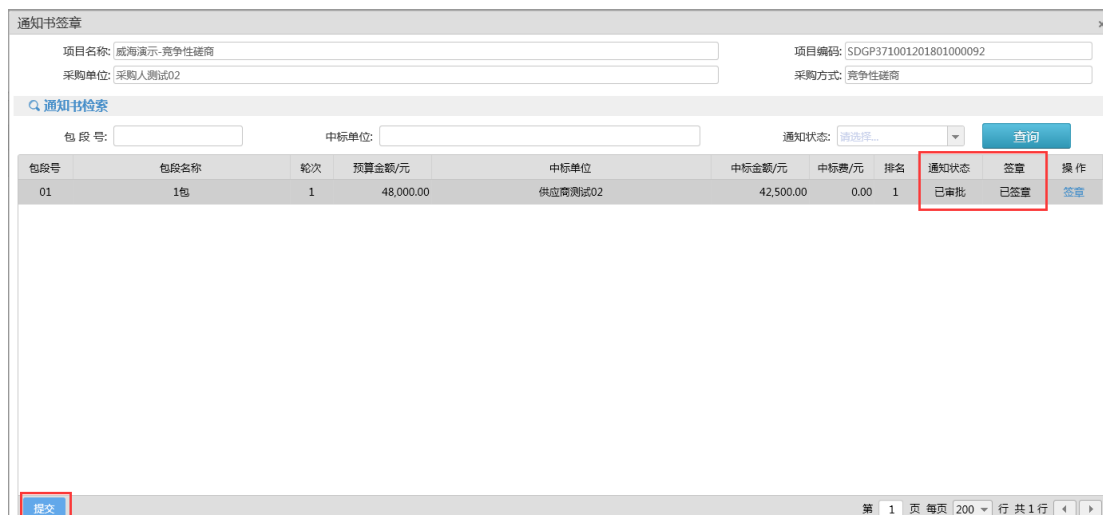 通知书签章
项目名称: 威海演示-竞争性磋商 项目编码: SDGP371001201801000092
采购单位: 采购人测试02 采购方式: 竞争性磋商
通知书检索
包 段 号: 中标单位: 通知状态: 请选择... 查询
包段号 包段名称 轮次 预算金额/元 中标单位 中标金额/元 中标费/元 排名 通知状态 签章 操 作
01 1包 1 48,000.00 供应商测试02 42,500.00 0.00 1 已审批 已签章 签章
提交 第 1 页 每页 200 行 共1行